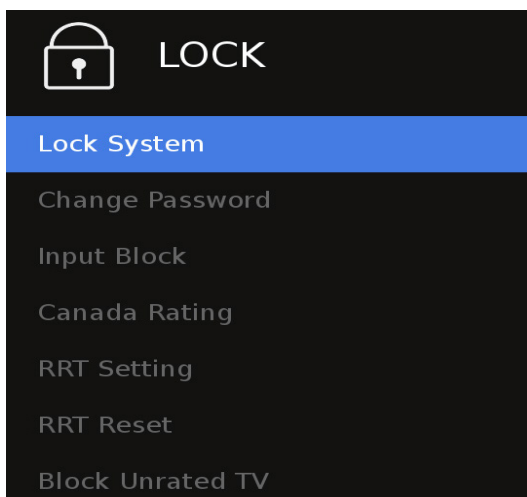 LOCK
Lock System
Change Password
Input Block
Canada Rating
RRT Setting
RRT Reset
Block Unrated TV